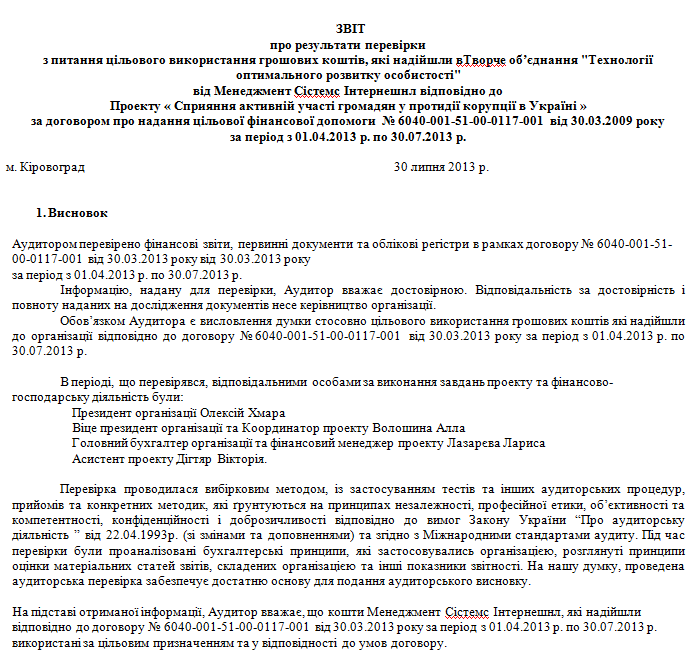 ЗВІТ
про результати перевірки
з питання цільового використання грошових коштів, які надійшли вТворче об’єднання "Технології
оптимального розвитку особистості"
від Менеджмент Сістемс Інтернешнл відповідно до
Проекту « Сприяння активній участі громадян у протидії корупції в Україні »
за договором про надання цільової фінансової допомоги № 6040-001-51-00-0117-001 від 30.03.2009 року
за період з 01.04.2013 р. по 30.07.2013 р.
м. Кіровоград 30 липня 2013 р.
1. Висновок
Аудитором перевірено фінансові звіти, первинні документи та облікові регістри в рамках договору № 6040-001-51-
00-0117-001 від 30.03.2013 року від 30.03.2013 року
за період з 01.04.2013 р. по 30.07.2013 р.
Інформацію, надану для перевірки, Аудитор вважає достовірною. Відповідальність за достовірність і
повноту наданих на дослідження документів несе керівництво організації.
Обов’язком Аудитора є висловлення думки стосовно цільового використання грошових коштів які надійшли
до організації відповідно до договору № 6040-001-51-00-0117-001 від 30.03.2013 року за період з 01.04.2013 р. по
30.07.2013 р.
В періоді, що перевірявся, відповідальними особами за виконання завдань проекту та фінансово-
господарську діяльність були:
Президент організації Олексій Хмара
Віце президент організації та Координатор проекту Волошина Алла
Головний бухгалтер організації та фінансовий менеджер проекту Лазарєва Лариса
Асистент проекту Дігтяр Вікторія.
Перевірка проводилася вибірковим методом, із застосуванням тестів та інших аудиторських процедур,
прийомів та конкретних методик, які ґрунтуються на принципах незалежності, професійної етики, об’єктивності та
компетентності, конфіденційності і доброзичливості відповідно до вимог Закону України “Про аудиторську
діяльність ” від 22.04.1993р. (зі змінами та доповненнями) та згідно з Міжнародними стандартами аудиту. Під час
перевірки були проаналізовані бухгалтерські принципи, які застосовувались організацією, розглянуті принципи
оцінки матеріальних статей звітів, складених організацією та інші показники звітності. На нашу думку, проведена
аудиторська перевірка забезпечує достатню основу для подання аудиторського висновку.
На підставі отриманої інформації, Аудитор вважає, що кошти Менеджмент Сістемс Інтернешнл, які надійшли
відповідно до договору № 6040-001-51-00-0117-001 від 30.03.2013 року за період з 01.04.2013 р. по 30.07.2013 р.
використані за цільовим призначенням та у відповідності до умов договору.